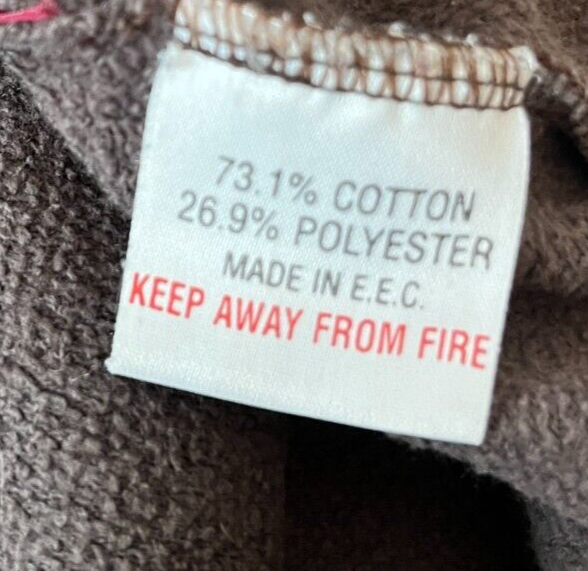 73.1% COTTON
26.9% POLYESTER
MADE IN E.E.C.
KEEP AWAY FROM FIRE